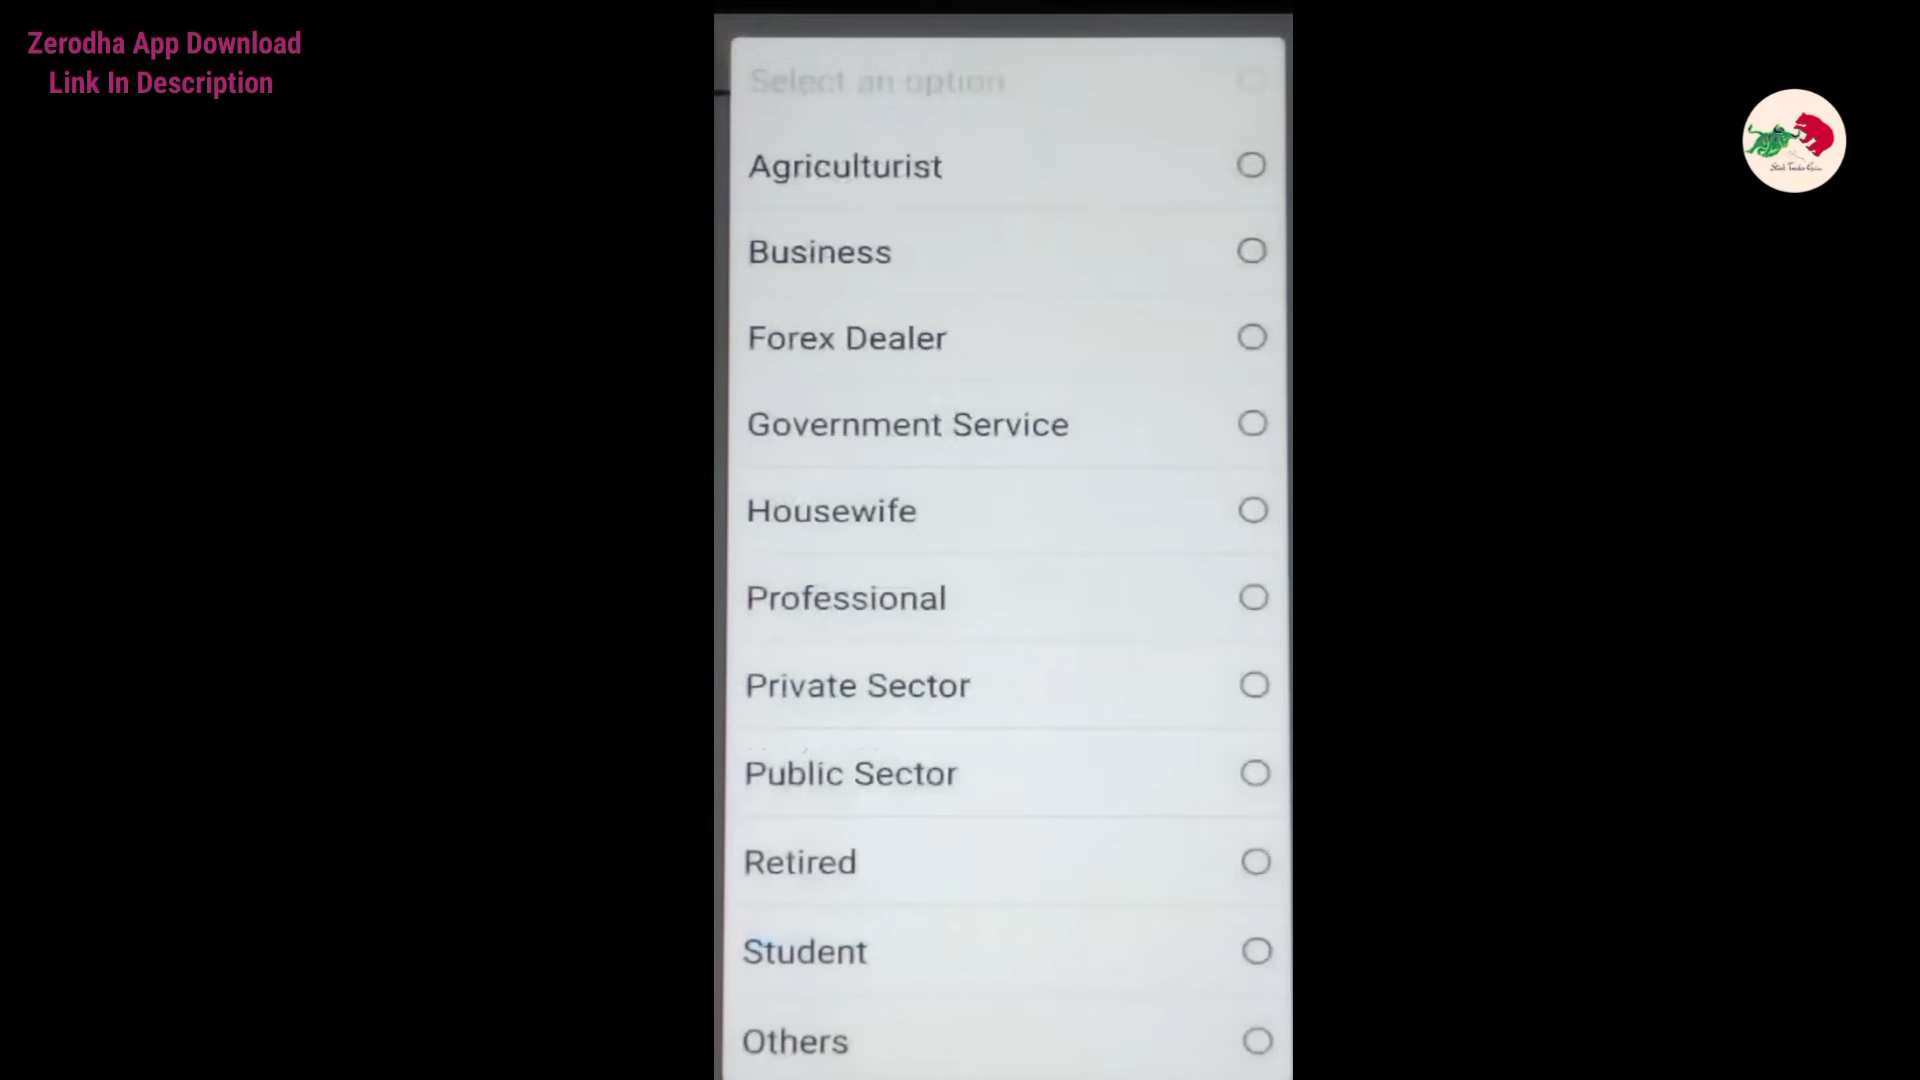 Zerodha App Download
Link In Description
Select an option
Agriculturist
Business
Forex Dealer
Government Service
Housewife
Professional
Private Sector
Public Sector
Retired
Student
Others